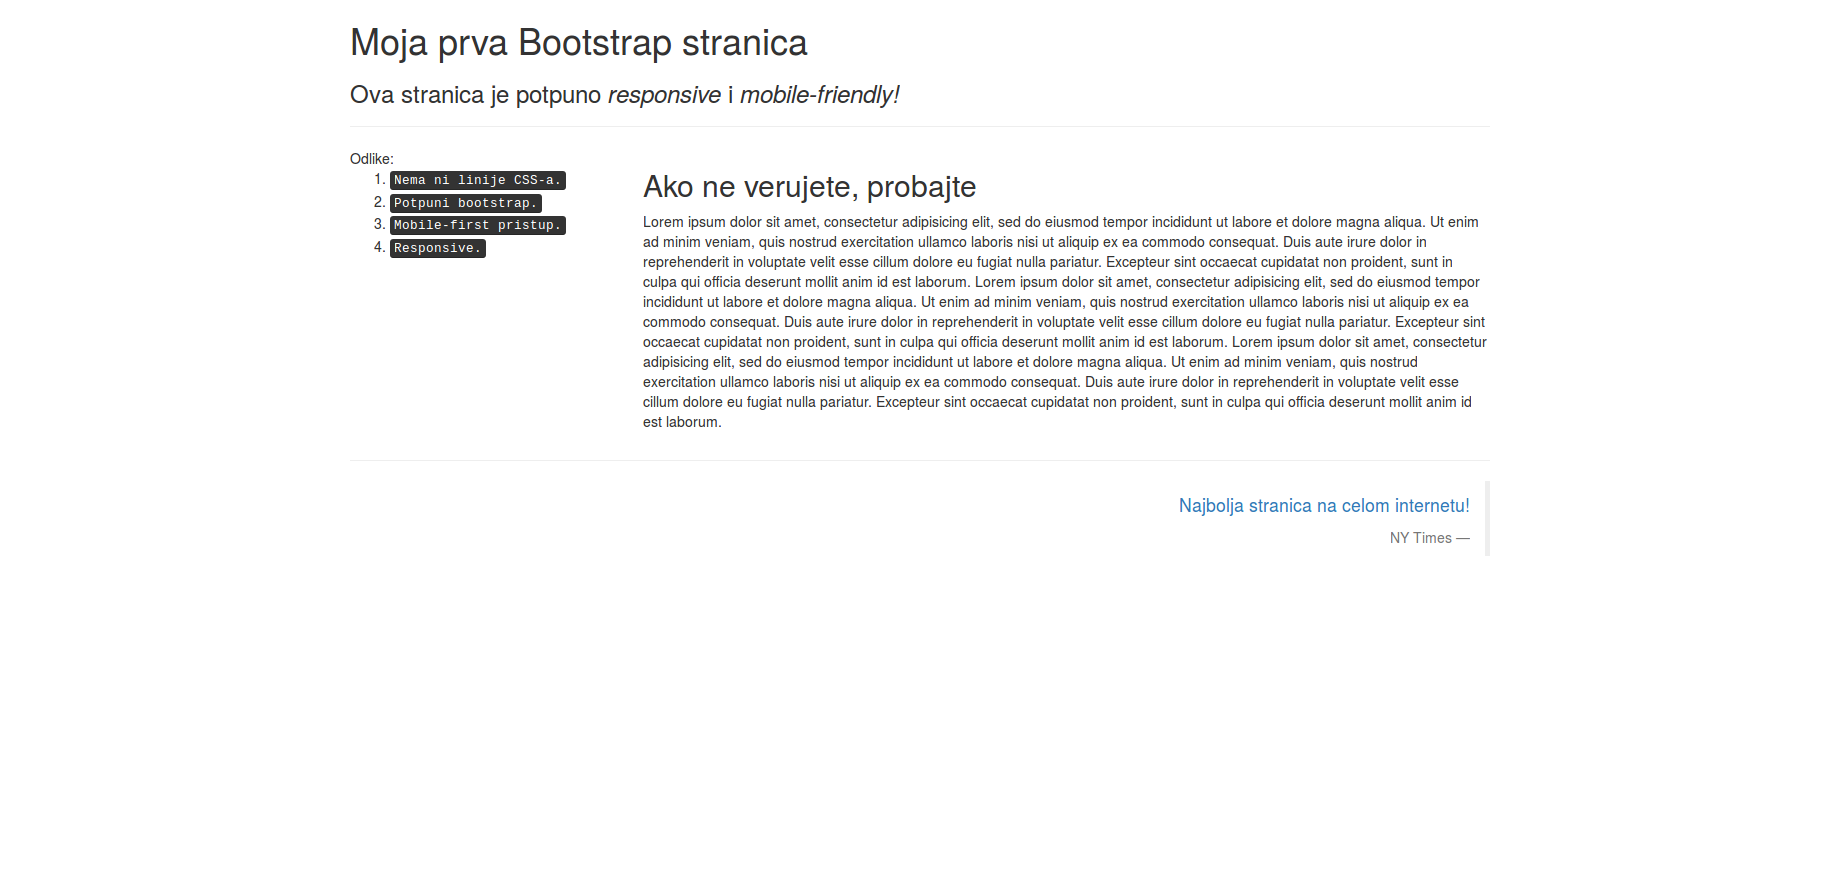 Moja prva Bootstrap stranica
Ova stranica je potpuno responsive i mobile-friendly!
Odlike:
1. Nema ni linije CSS-a.
2. Potpuni bootstrap.
3. Mobile-first pristup.
4. Responsive.
Ako ne verujete, probajte
Lorem ipsum dolor sit amet, consectetur adipisicing elit, sed do eiusmod tempor incididunt ut labore et dolore magna aliqua. Ut enim
ad minim veniam, quis nostrud exercitation ullamco laboris nisi ut aliquip ex ea commodo consequat. Duis aute irure dolor in
reprehenderit in voluptate velit esse cillum dolore eu fugiat nulla pariatur. Excepteur sint occaecat cupidatat non proident, sunt in
culpa qui officia deserunt mollit anim id est laborum. Lorem ipsum dolor sit amet, consectetur adipisicing elit, sed do eiusmod tempor
incididunt ut labore et dolore magna aliqua. Ut enim ad minim veniam, quis nostrud exercitation ullamco laboris nisi ut aliquip ex ea
commodo consequat. Duis aute irure dolor in reprehenderit in voluptate velit esse cillum dolore eu fugiat nulla pariatur. Excepteur sint
occaecat cupidatat non proident, sunt in culpa qui officia deserunt mollit anim id est laborum. Lorem ipsum dolor sit amet, consectetur
adipisicing elit, sed do eiusmod tempor incididunt ut labore et dolore magna aliqua. Ut enim ad minim veniam, quis nostrud
exercitation ullamco laboris nisi ut aliquip ex ea commodo consequat. Duis aute irure dolor in reprehenderit in voluptate velit esse
cillum dolore eu fugiat nulla pariatur. Excepteur sint occaecat cupidatat non proident, sunt in culpa qui officia deserunt mollit anim id
est laborum.
Najbolja stranica na celom internetu!
NY Times —